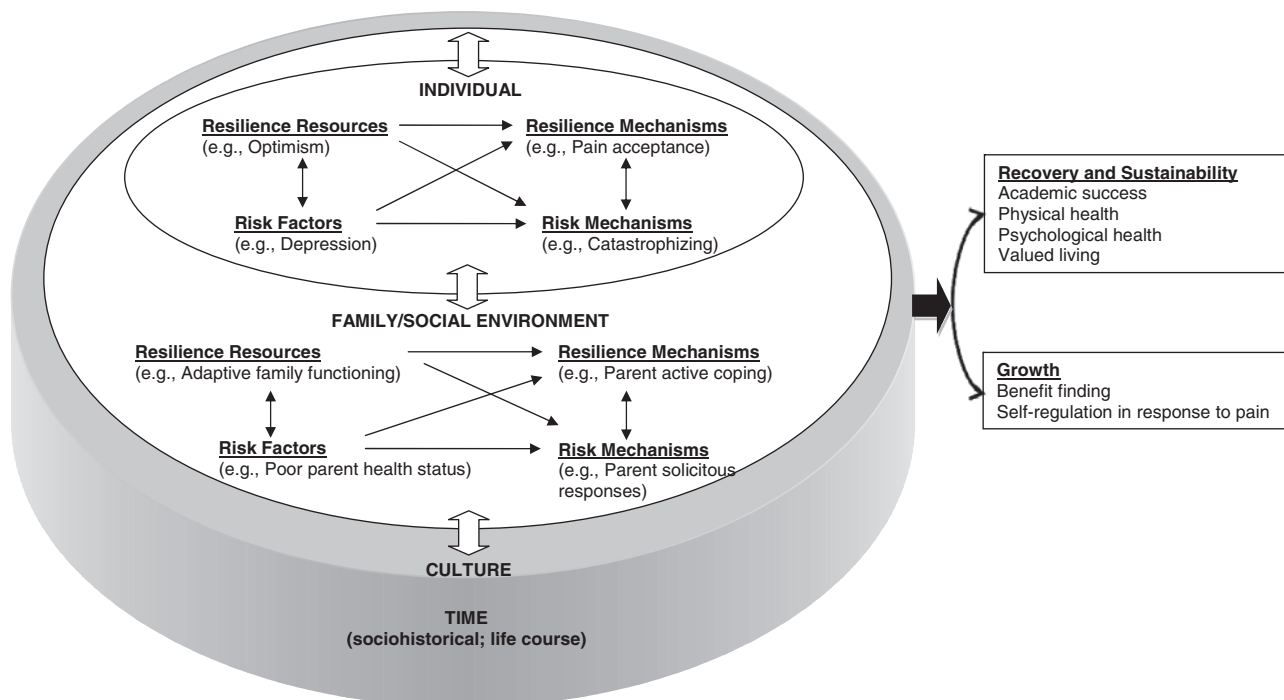 INDIVIDUAL
Resilience Resources
(e.g., Optimism)
Resilience Mechanisms
(e.g., Pain acceptance)
Risk Factors
(e.g., Depression)
Risk Mechanisms
(e.g., Catastrophizing)
FAMILY/SOCIAL ENVIRONMENT
Resilience Resources
(e.g., Adaptive family functioning)
Resilience Mechanisms
(e.g., Parent active coping)
Risk Factors
(e.g., Poor parent health status)
Risk Mechanisms
(e.g., Parent solicitous
responses)
CULTURE
TIME
(sociohistorical; life course)
Recovery and Sustainability
Academic success
Physical health
Psychological health
Valued living
Growth
Benefit finding
Self-regulation in response to pain